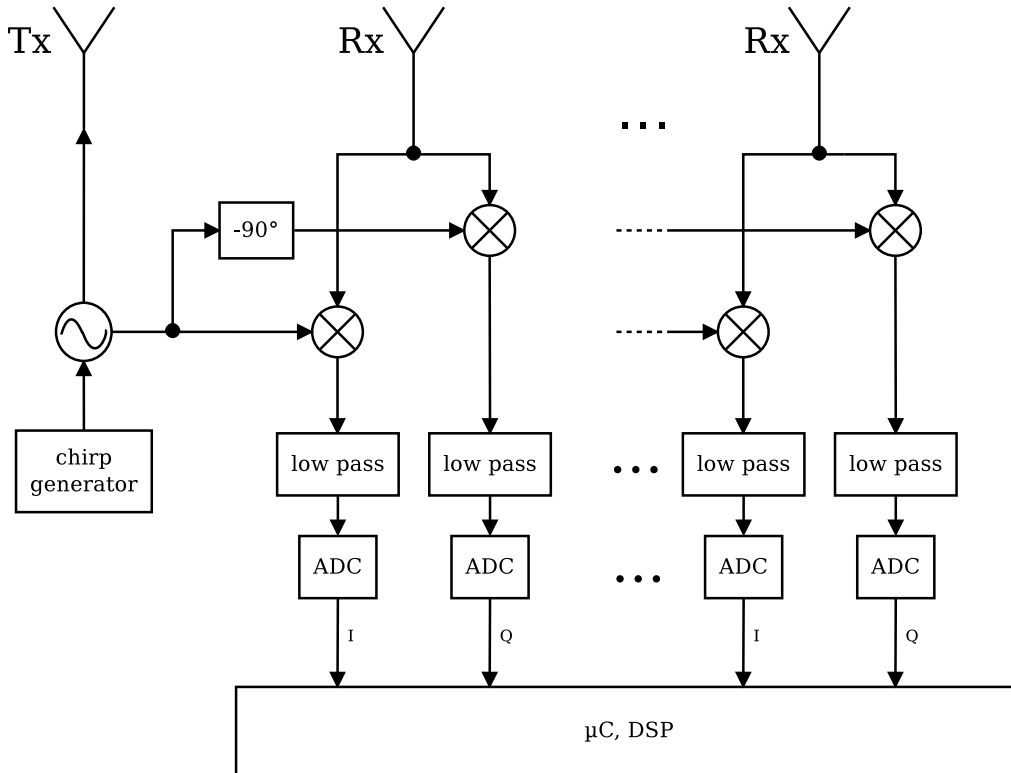 Tx
Rx
Rx
...
-90°
chirp
generator
low pass
low pass
...
low pass
low pass
ADC
ADC
...
ADC
ADC
I
Q
I
Q
µC, DSP